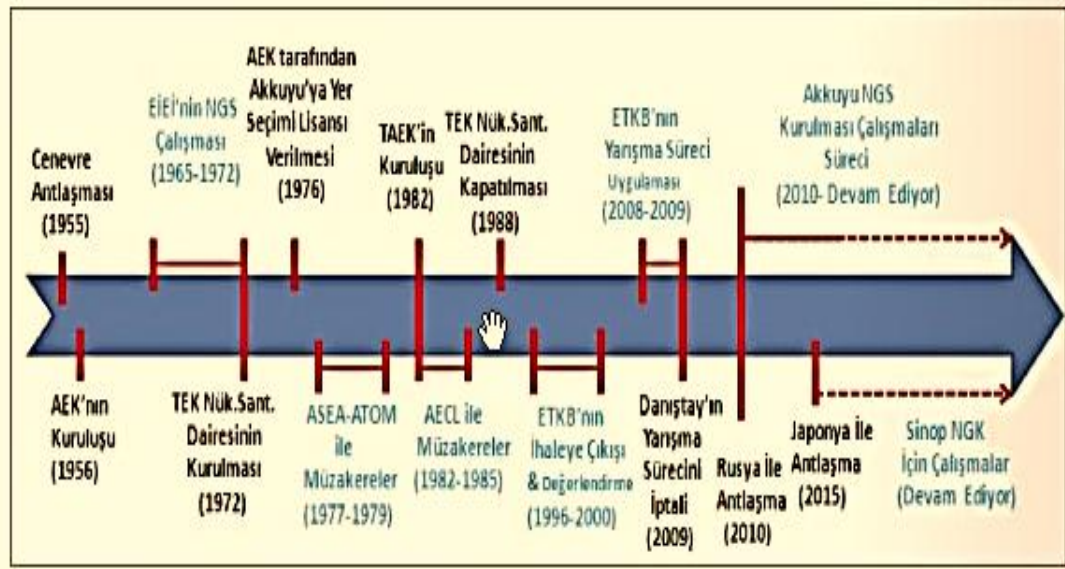 Cenevre
Antlaşması
(1955)
EİEİ'nin NGS
Çalışması
(1965-1972)
AEK tarafından
Akkuyu'ya Yer
Seçimi Lisansı
Verilmesi
(1976)
TAEK'in
Kuruluşu
(1982)
TEK Nük.Sant.
Dairesinin
Kapatılması
(1988)
ETKB'nın
Yarışma Süreci
Uygulaması
(2008-2009)
Akkuyu NGS
Kurulması Çalışmaları
Süreci
(2010- Devam Ediyor)
AEK'nın
Kuruluşu
(1956)
TEK Nük.Sant.
Dairesinin
Kurulması
(1972)
ASEA-ATOM
ile
Müzakereler
(1977-1979)
AECL ile
Müzakereler
(1982-1985)
ETKB'nın
İhaleye Çıkışı
& Değerlendirme
(1996-2000)
Danıştay'ın
Yarışma
Sürecini
İptali
(2009)
Rusya İle
Antlaşma
(2010)
Japonya İle
Antlaşma
(2015)
Sinop NGK
İçin Çalışmalar
(Devam Ediyor)